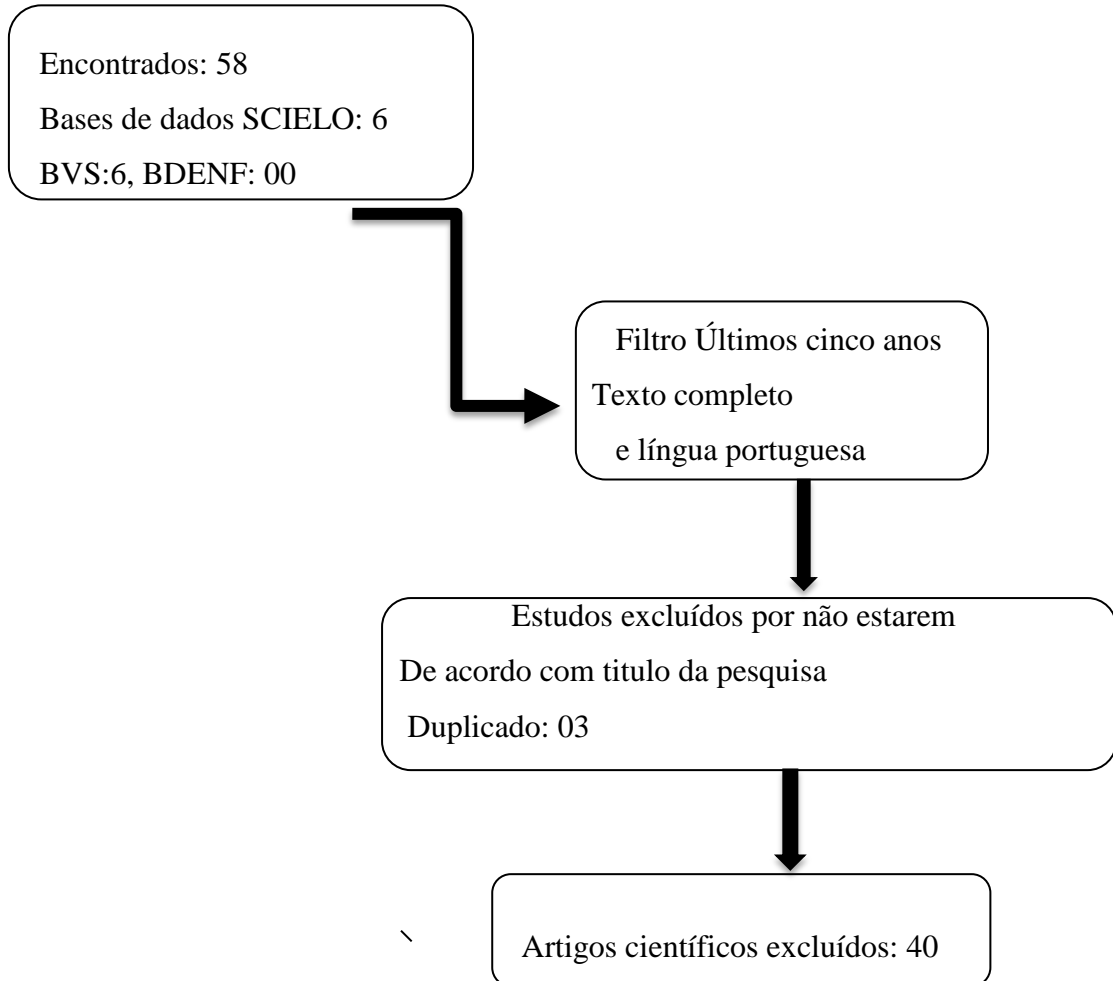 Encontrados: 58
Bases de dados SCIELO: 6
BVS:6, BDENF: 00
Filtro Últimos cinco anos
Texto completo
e língua portuguesa
Estudos excluídos por não estarem
De acordo com titulo da pesquisa
Duplicado: 03
Artigos científicos excluídos: 40